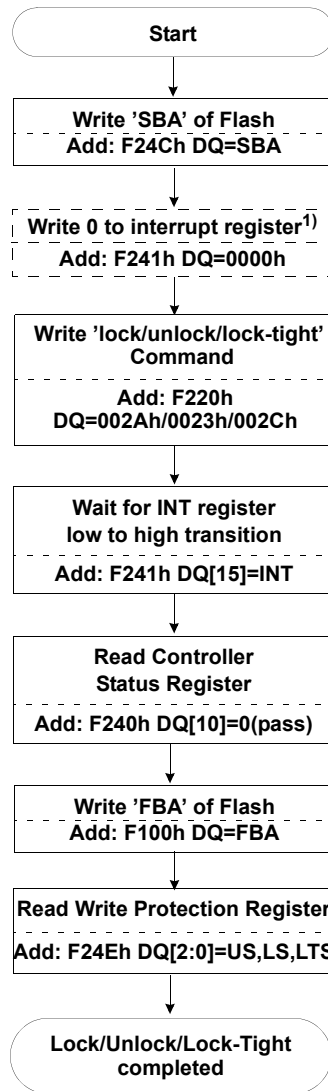 Start
Write ’SBA’ of Flash
Add: F24Ch DQ=SBA
Write 0 to interrupt register1)
Add: F241h DQ=0000h
Write ’lock/unlock/lock-tight’
Command
Add: F220h
DQ=002Ah/0023h/002Ch
Wait for INT register
low to high transition
Add: F241h DQ[15]=INT
Read Controller
Status Register
Add: F240h DQ[10]=0(pass)
Write ’FBA’ of Flash
Add: F100h DQ=FBA
Read Write Protection Register
Add: F24Eh DQ[2:0]=US,LS,LTS
Lock/Unlock/Lock-Tight
completed